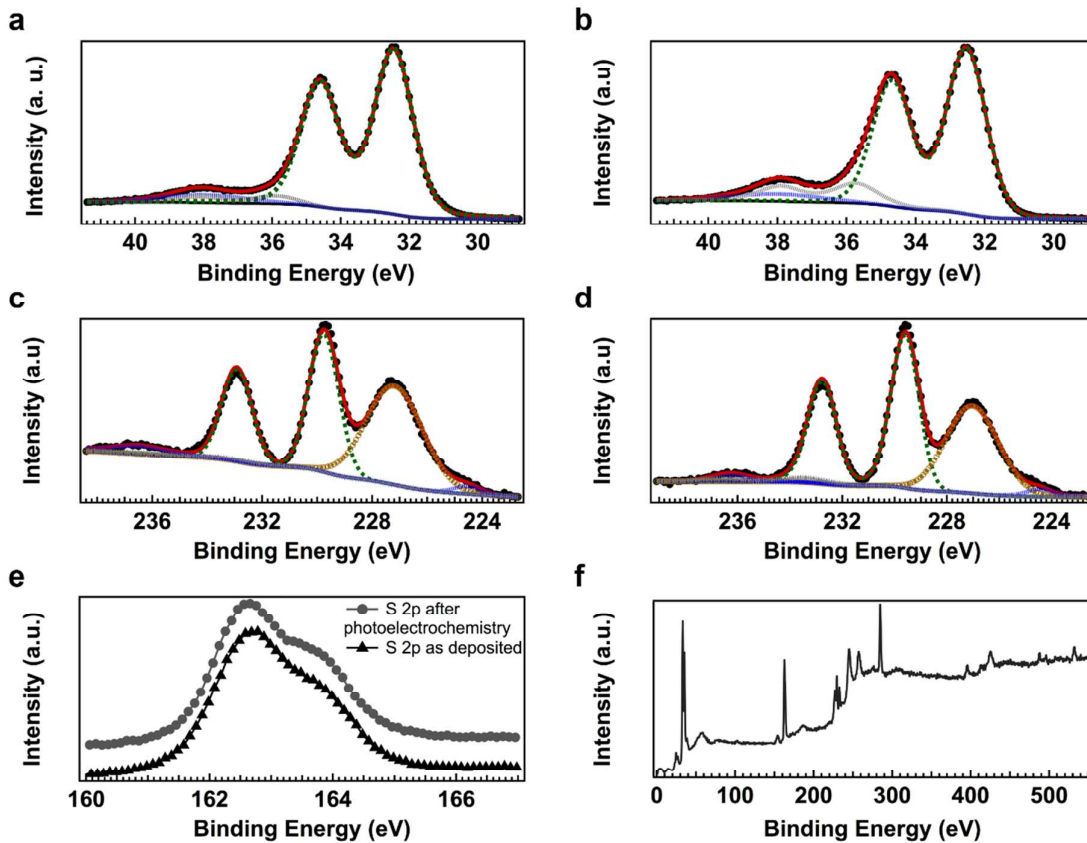 a
Intensity (a. u.)
40 38 36 34 32 30
Binding Energy (eV)
b
Intensity (a.u)
40 38 36 34 32 30
Binding Energy (eV)
c
Intensity (a.u)
236 232 228 224
Binding Energy (eV)
d
Intensity (a.u)
236 232 228 224
Binding Energy (eV)
e
Intensity (a.u.)
S 2p after
photoelectrochemistry
S 2p as deposited
160 162 164 166
Binding Energy (eV)
f
Intensity (a.u.)
0 100 200 300 400 500
Binding Energy (eV)